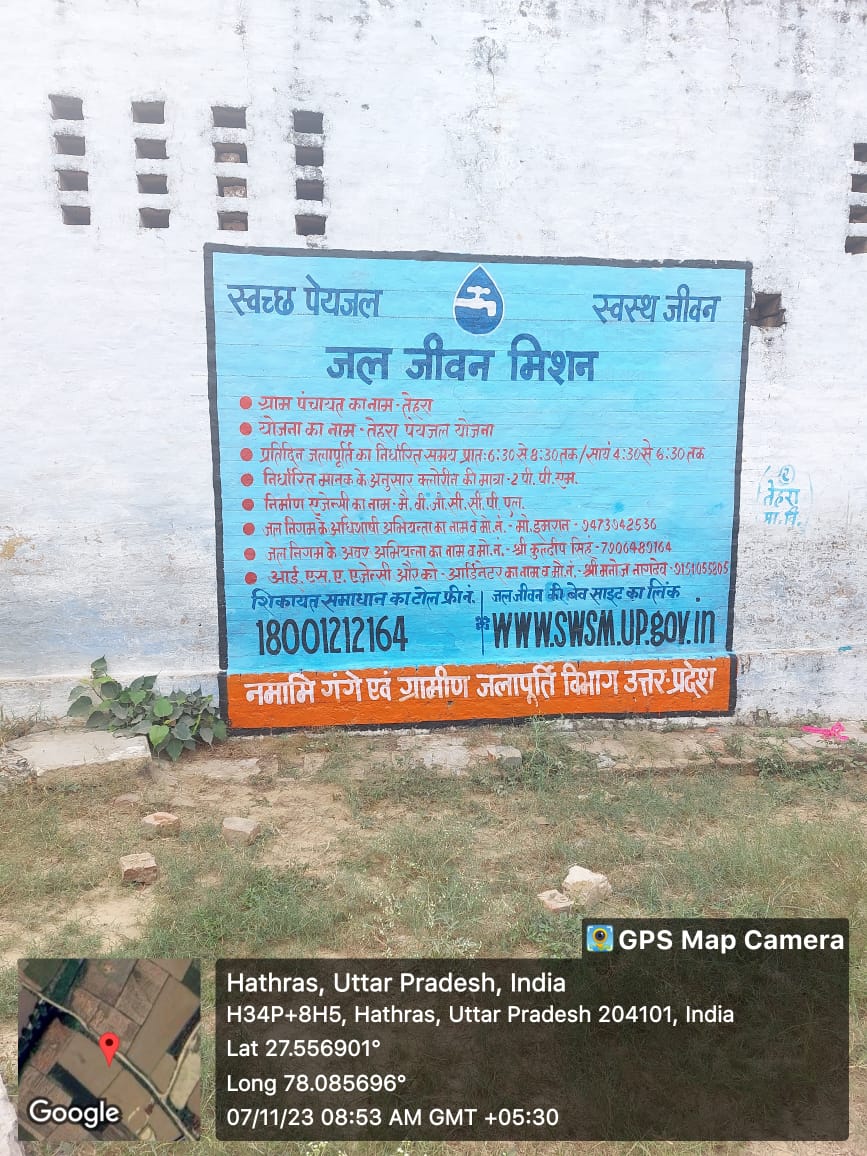 स्वच्छ पेयजल
स्वस्थ जीवन
जल जीवन मिशन
ग्राम पंचायत का नाम - तेहरा
योजना का नाम - तेहरा पेयजल योजना
प्रतिदिन जलापूर्ति का निर्धारित समय प्रातः 6:30 से 8:30 तक / सायं 4:30 से 6:30 तक
निर्धारित मानक के अनुसार क्लोरीन की मात्रा - 2 पी. पी. एम.
निर्माण एजेन्सी का नाम - मै. वी. जी. सी. सी. पी. एल.
जल निगम के अधिशाषी अभियन्ता का नाम व मो. नं. - मो. इमरान - 9473942536
जल निगम के अवर अभियन्ता का नाम व मो. नं. - श्री कुलदीप सिंह - 7906489164
आई. एस. ए. एजेन्सी और को - आर्डिनेटर का नाम व मो. नं. - श्री मनोज नागदेव - 9151055205
शिकायत समाधान का टोल फ्री नं. | जल जीवन की बेव साइट का लिंक
18001212164
WWW.SWSM.UP.gov.in
नमामि गंगे एवं ग्रामीण जलापूर्ति विभाग उत्तर-प्रदेश
तेहरा
GPS Map Camera
Hathras, Uttar Pradesh, India
H34P+8H5, Hathras, Uttar Pradesh 204101, India
Lat 27.556901°
Long 78.085696°
07/11/23 08:53 AM GMT +05:30
Google